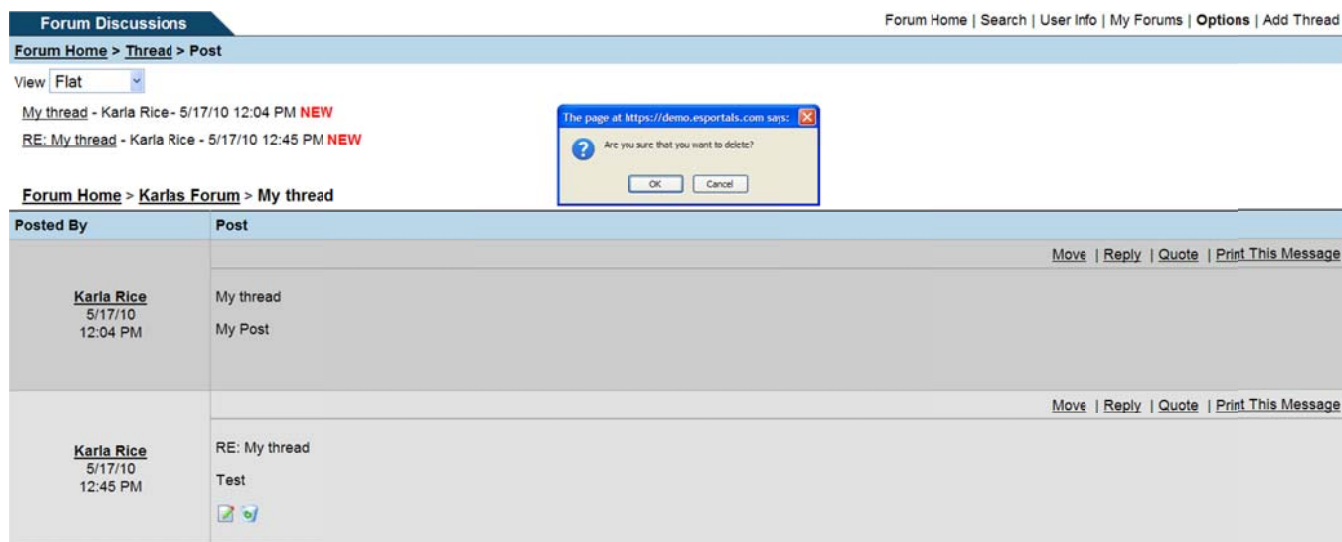 Forum Discussions
Forum Home | Search | User Info | My Forums | Options | Add Thread
Forum Home > Thread > Post
View Flat
My thread - Karla Rice- 5/17/10 12:04 PM NEW
RE: My thread - Karla Rice - 5/17/10 12:45 PM NEW
The page at https://demo.esportals.com says:
Are you sure that you want to delete?
OK Cancel
Forum Home > Karlas Forum > My thread
Posted By Post
Move | Reply | Quote | Print This Message
Karla Rice
5/17/10
12:04 PM
My thread
My Post
Move | Reply | Quote | Print This Message
Karla Rice
5/17/10
12:45 PM
RE: My thread
Test